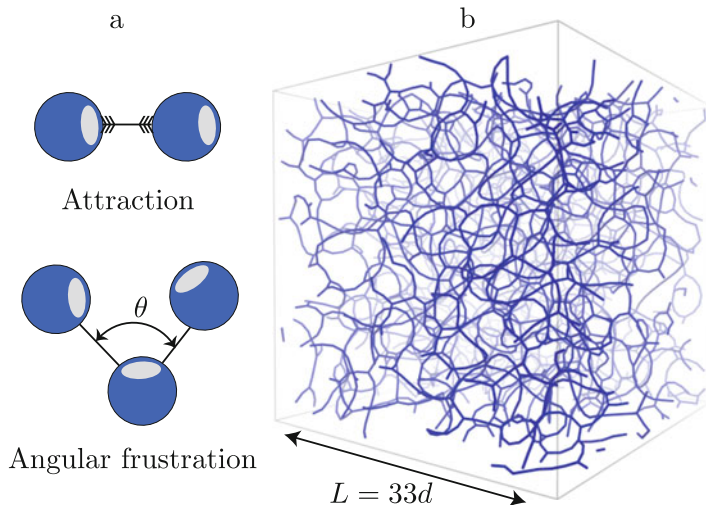 a
b
Attraction
θ
Angular frustration
L = 33d